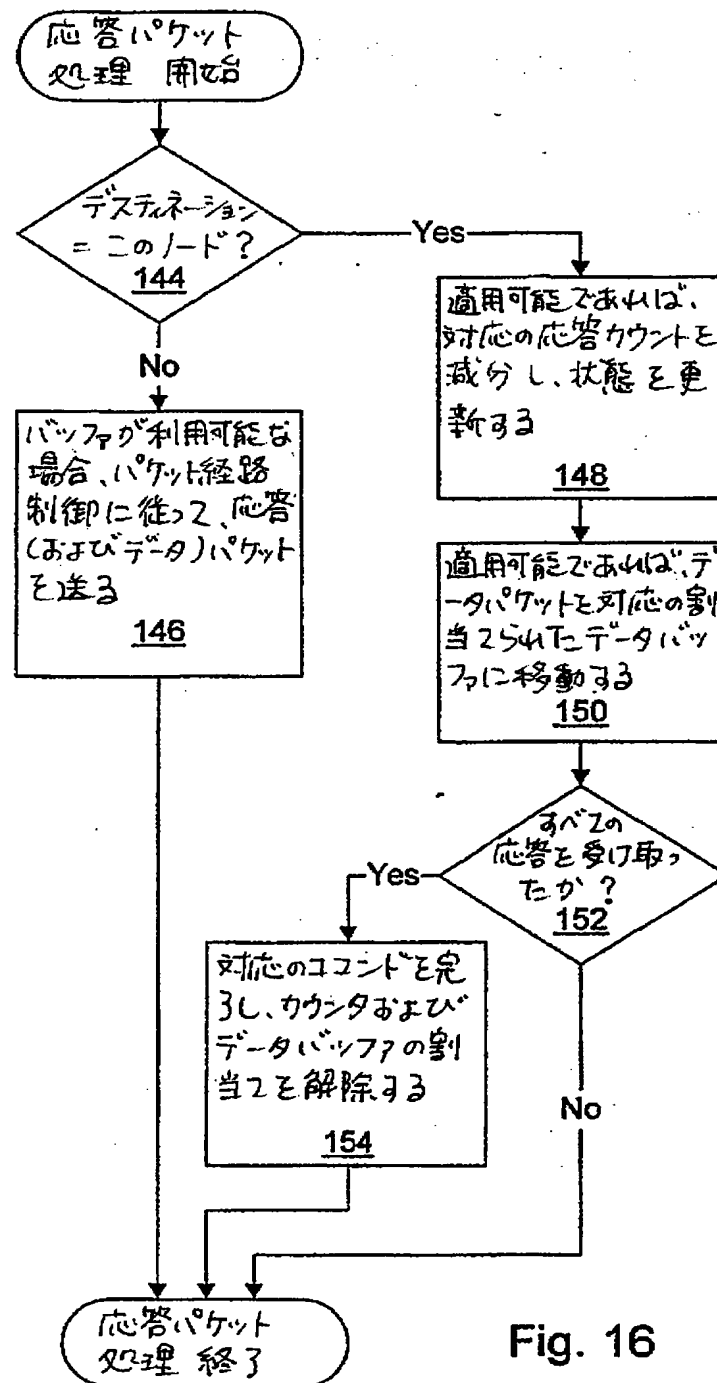 応答パケット
処理 開始
デスティネーション
= このノード?
144
Yes
No
適用可能であれば、
対応の応答カウントを
減分し、状態を更
新する
148
バッファが利用可能な
場合、パケット経路
制御に従って、応答
(およびデータ)パケット
を送る
146
適用可能であれば、デ
ータパケットを対応の割
当てられたデータバッ
ファに移動する
150
すべての
応答を受け取っ
たか?
152
Yes
対応のココンドを完
了し、カウンタおよび
データバッファの割
当てを解除する
154
No
応答パケット
処理 終了
Fig. 16